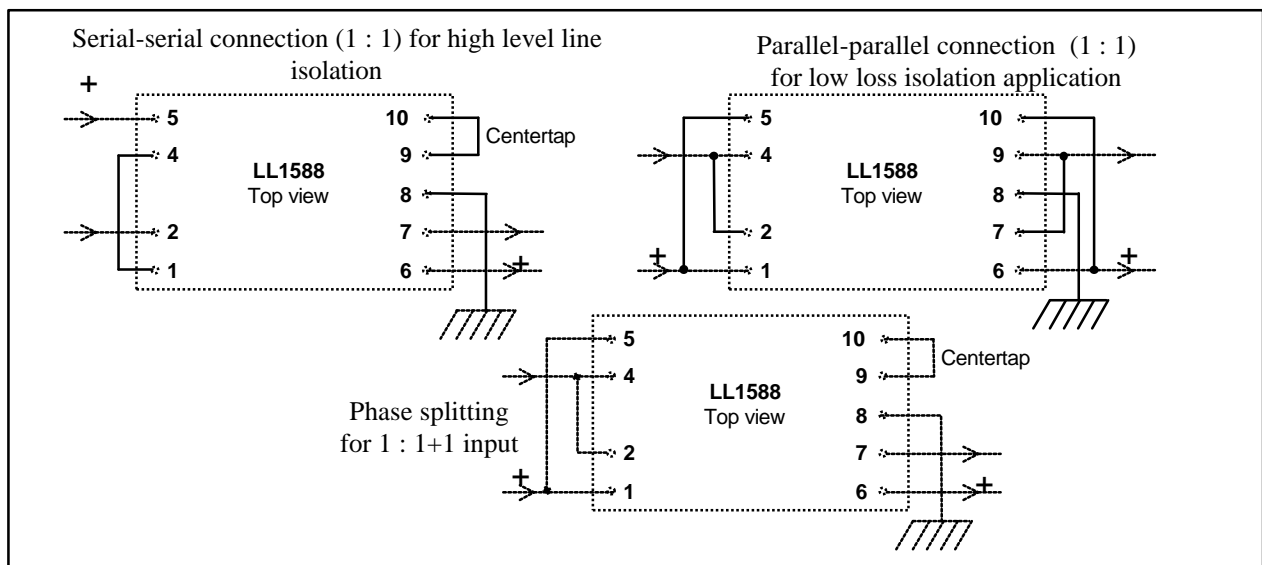 Serial-serial connection (1 : 1) for high level line
isolation
+
5
4
2
1
LL1588
Top view
10
9
8
7
6
Centertap
+
Parallel-parallel connection (1 : 1)
for low loss isolation application
+
5
4
2
1
LL1588
Top view
10
9
8
7
6
+
Phase splitting
for 1 : 1+1 input
+
5
4
2
1
LL1588
Top view
10
9
8
7
6
Centertap
+